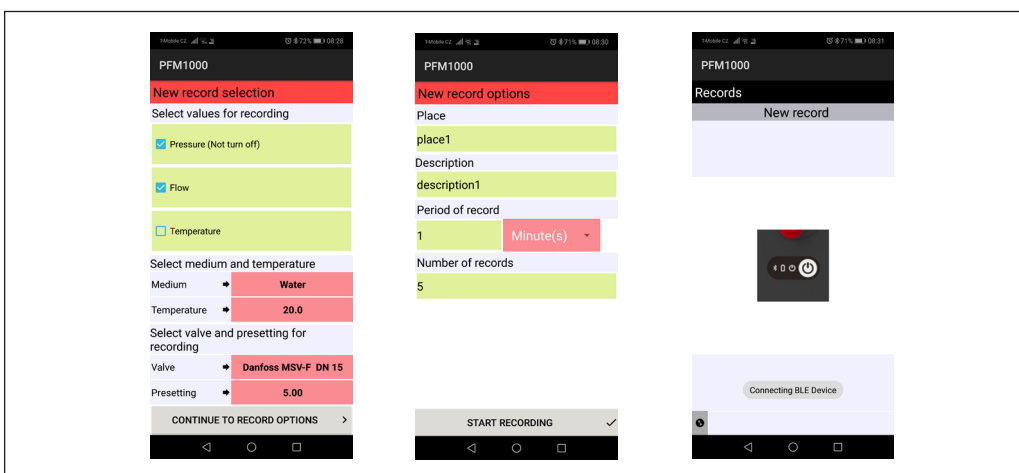 T-Mobile CZ 72% 08:28
PFM1000
New record selection
Select values for recording
Pressure (Not turn off)
Flow
Temperature
Select medium and temperature
Medium Water
Temperature 20.0
Select valve and presetting for
recording
Valve Danfoss MSV-F DN 15
Presetting 5.00
CONTINUE TO RECORD OPTIONS
T-Mobile CZ 71% 08:30
PFM1000
New record options
Place
place1
Description
description1
Period of record
1 Minute(s)
Number of records
5
START RECORDING
T-Mobile CZ 71% 08:31
PFM1000
Records
New record
Connecting BLE Device